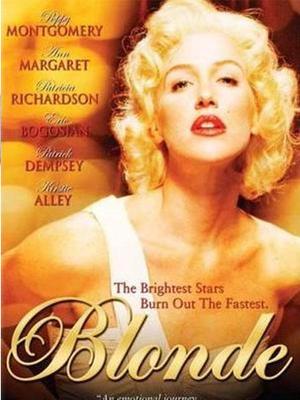 Poppy
MONTGOMERY
Ann
MARGARET
Patricia
RICHARDSON
Eric
BOGOSIAN
Patrick
DEMPSEY
Kirstie
ALLEY
The Brightest Stars
Burn Out The Fastest.
Blonde
"An emotional journey